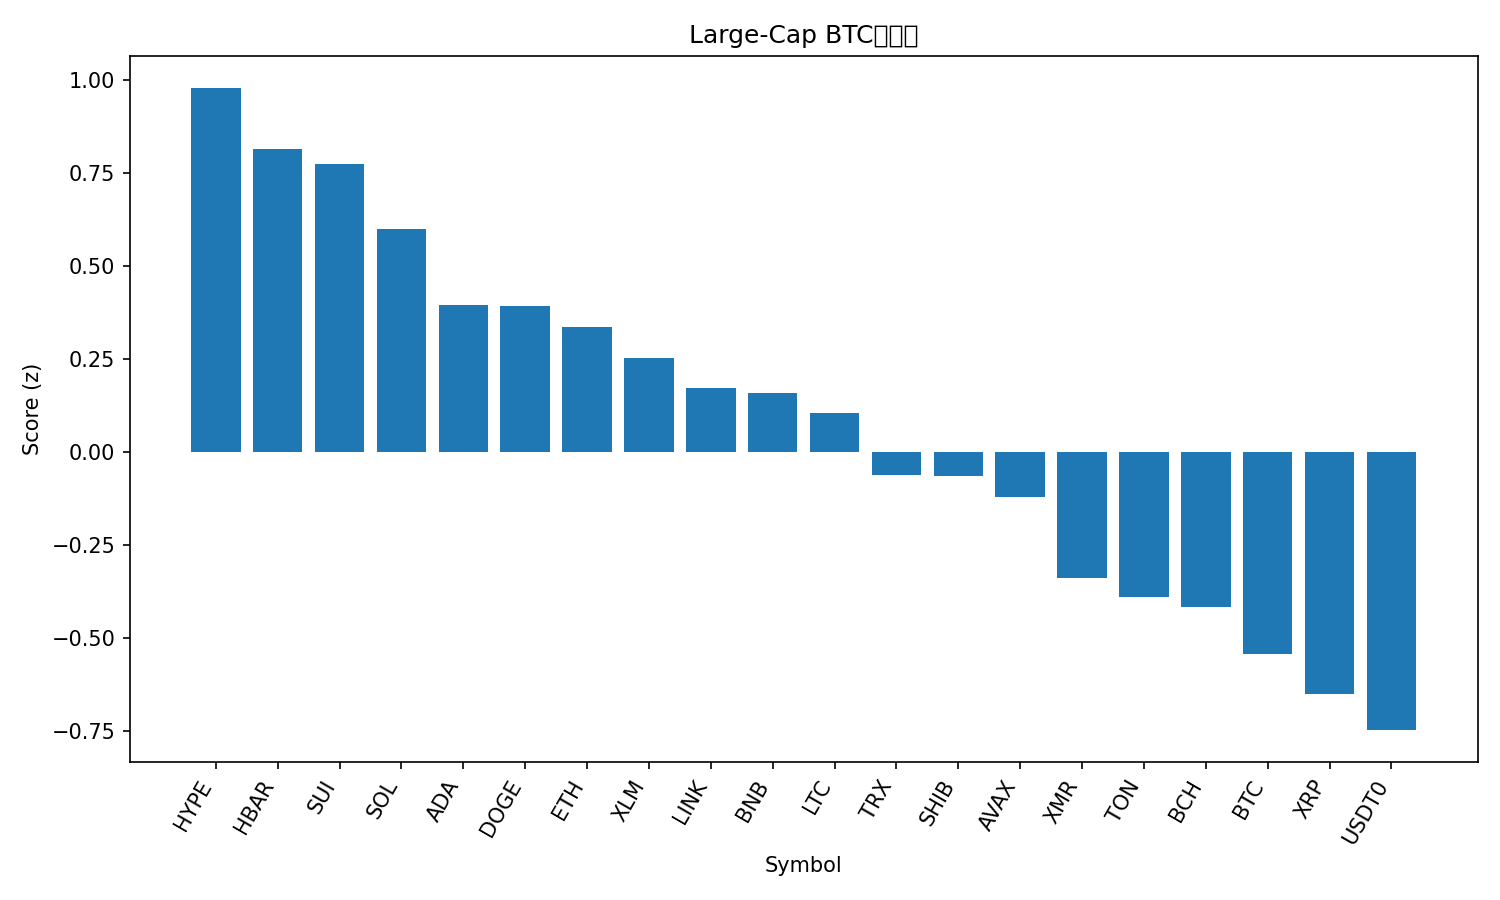 Large-Cap BTC
1.00
0.75
0.50
0.25
0.00
−0.25
−0.50
−0.75
Score (z)
HYPE
HBAR
SUI
SOL
ADA
DOGE
ETH
XLM
LINK
BNB
LTC
TRX
SHIB
AVAX
XMR
TON
BCH
BTC
XRP
USDT0
Symbol